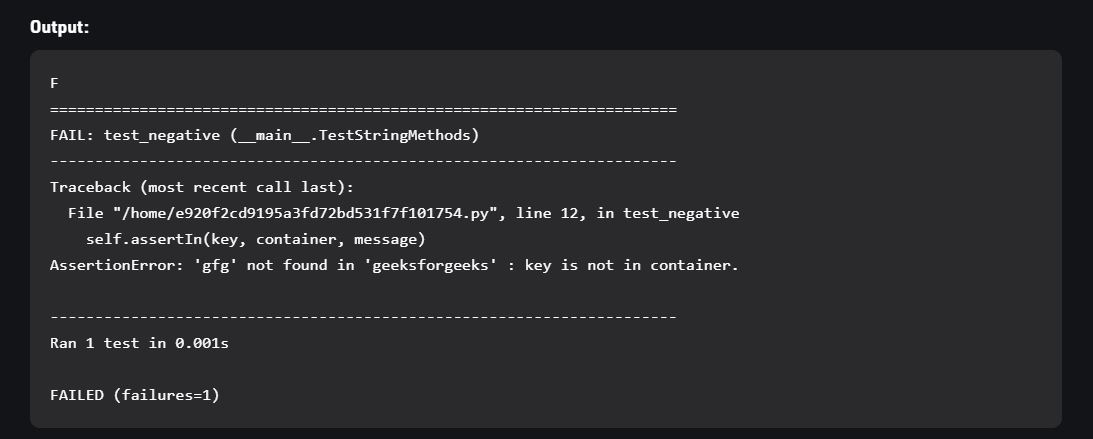 Output:
F
======================================================================
FAIL: test_negative (__main__.TestStringMethods)
----------------------------------------------------------------------
Traceback (most recent call last):
  File "/home/e920f2cd9195a3fd72bd531f7f101754.py", line 12, in test_negative
    self.assertIn(key, container, message)
AssertionError: 'gfg' not found in 'geeksforgeeks' : key is not in container.
----------------------------------------------------------------------
Ran 1 test in 0.001s
FAILED (failures=1)